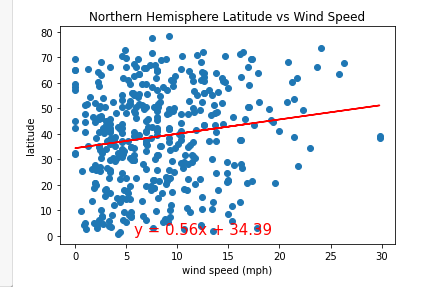 Northern Hemisphere Latitude vs Wind Speed
80
70
60
50
40
30
20
10
0
latitude
y = 0.56x + 34.39
0 5 10 15 20 25 30
wind speed (mph)